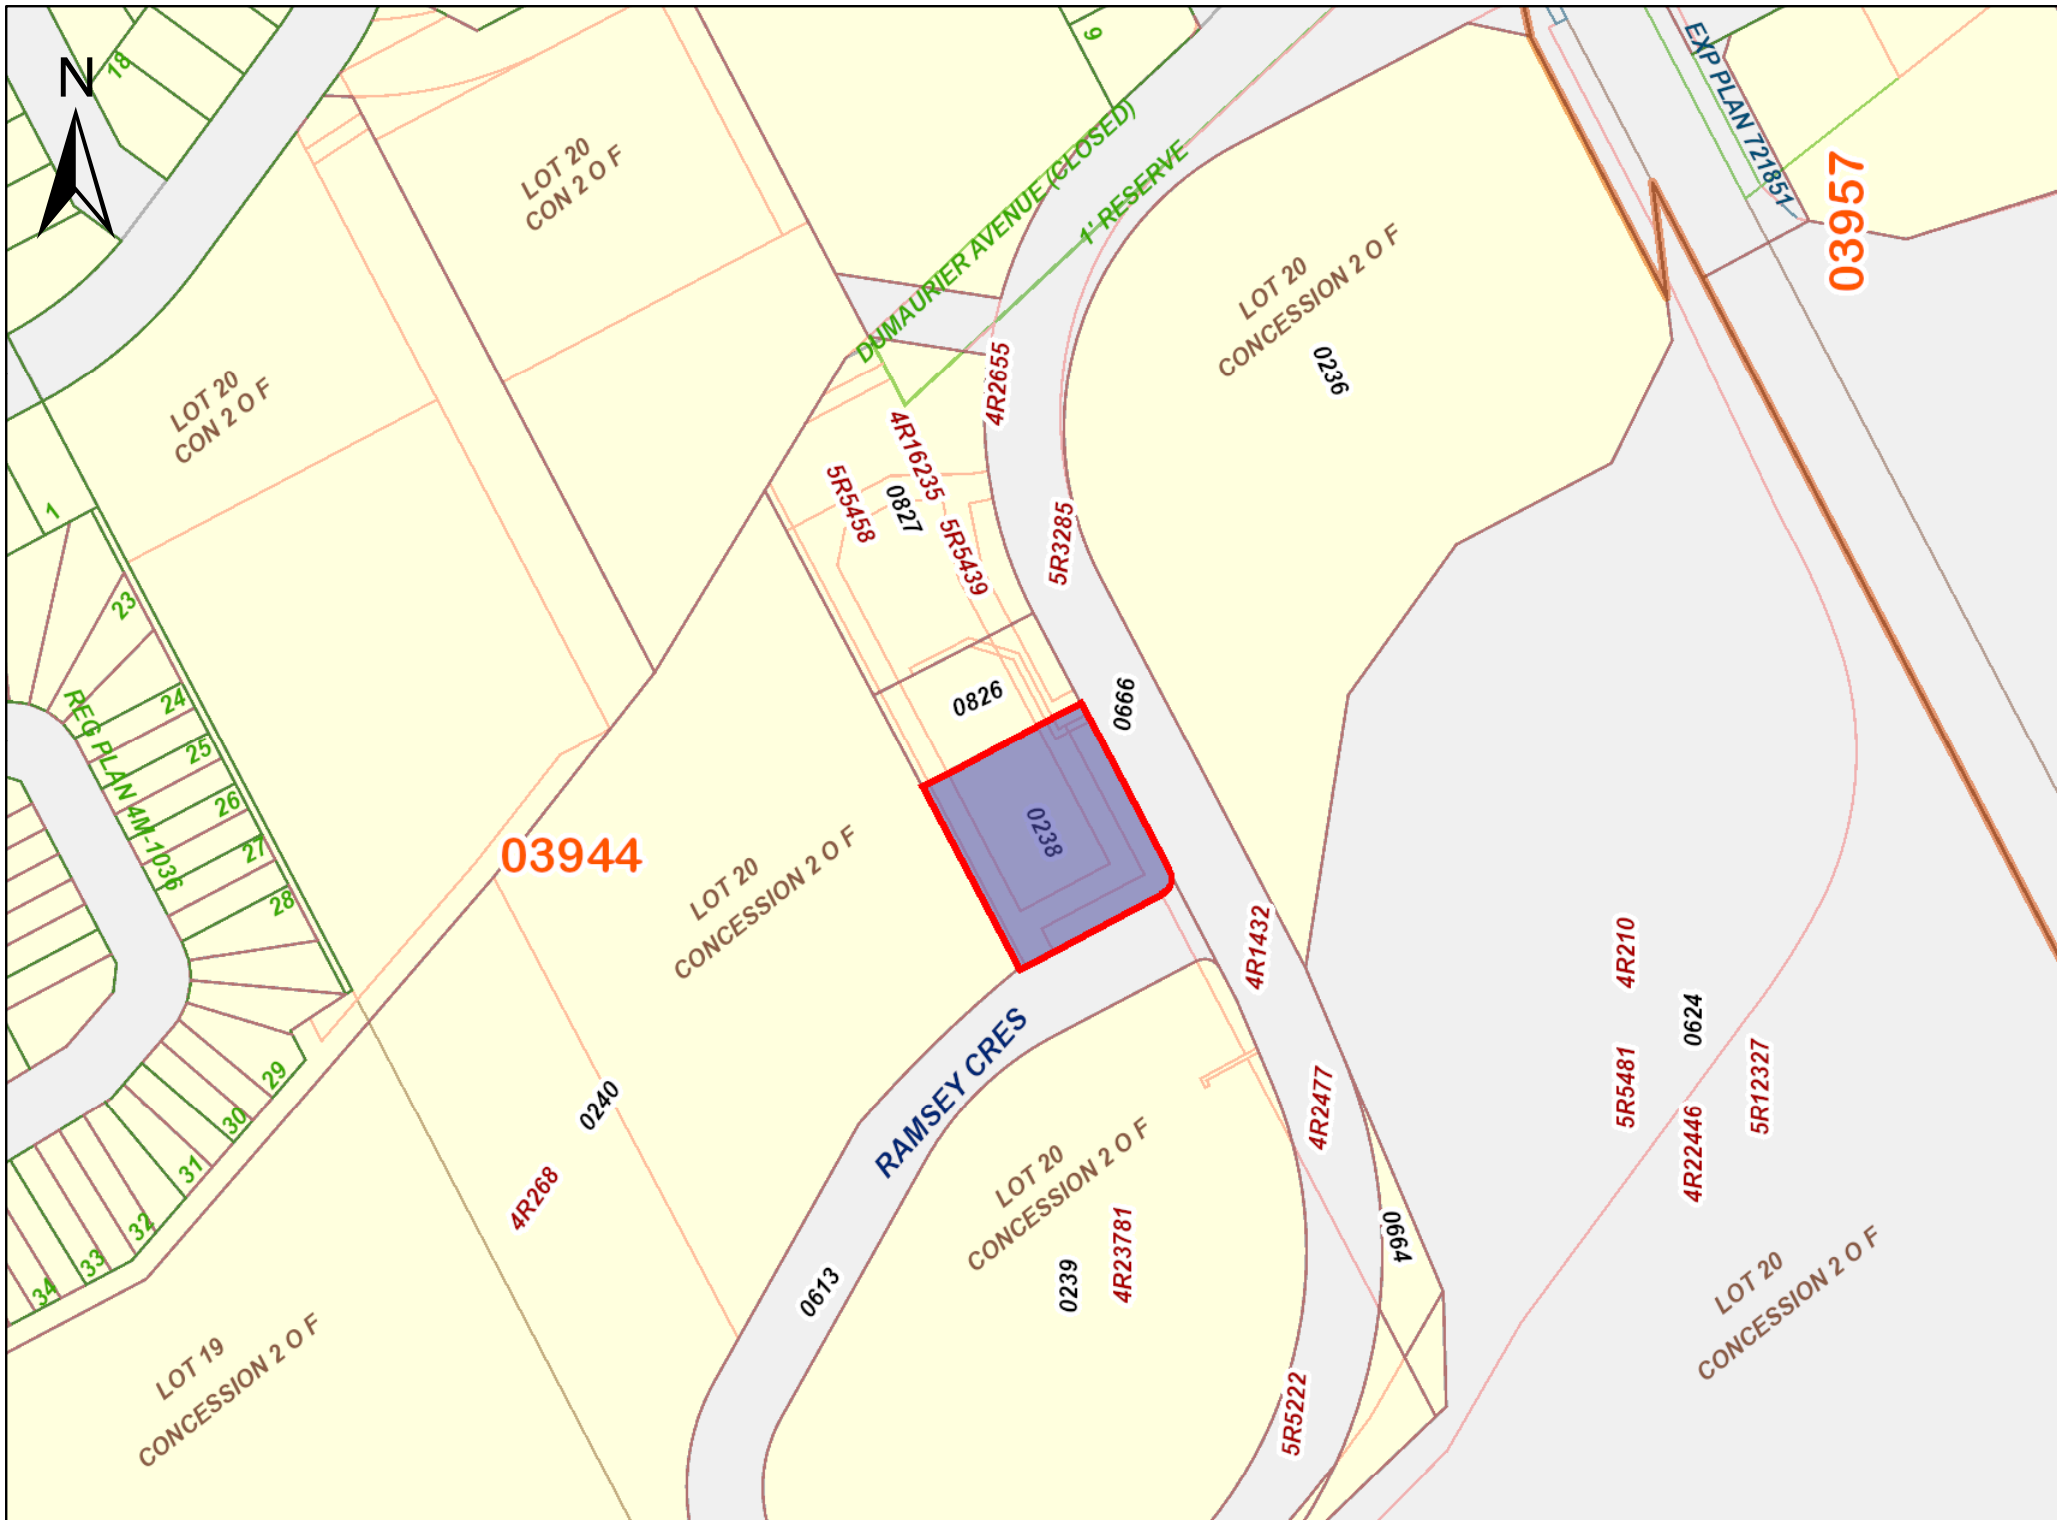 N
18
9
EXP PLAN 721851
03957
LOT 20
CON 2 O F
DUMAURIER AVENUE (CLOSED)
1' RESERVE
LOT 20
CONCESSION 2 O F
0236
4R2655
LOT 20
CON 2 O F
4R16235
5R5458
0827
5R5439
5R3285
1
23
24
25
26
27
28
REG PLAN 4M-1036
0826
0666
0238
03944
LOT 20
CONCESSION 2 O F
4R1432
4R210
0624
5R5481
4R22446
5R12327
RAMSEY CRES
29
30
31
32
33
34
0240
4R268
4R2477
LOT 20
CONCESSION 2 O F
0239
4R23781
0664
0613
LOT 20
CONCESSION 2 O F
LOT 19
CONCESSION 2 O F
5R5222